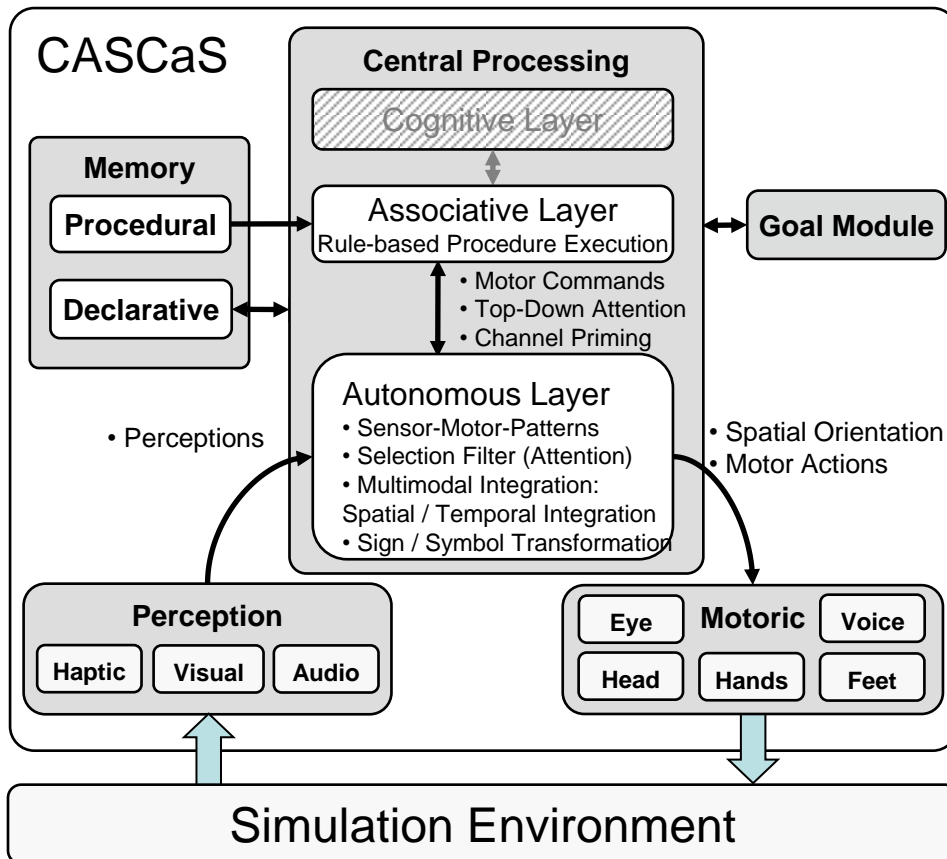 CASCaS
Central Processing
Cognitive Layer
Memory
Procedural
Declarative
Associative Layer
Rule-based Procedure Execution
Goal Module
• Motor Commands
• Top-Down Attention
• Channel Priming
Autonomous Layer
• Sensor-Motor-Patterns
• Selection Filter (Attention)
• Multimodal Integration:
Spatial / Temporal Integration
• Sign / Symbol Transformation
• Perceptions
• Spatial Orientation
• Motor Actions
Perception
Haptic
Visual
Audio
Motoric
Eye
Voice
Head
Hands
Feet
Simulation Environment